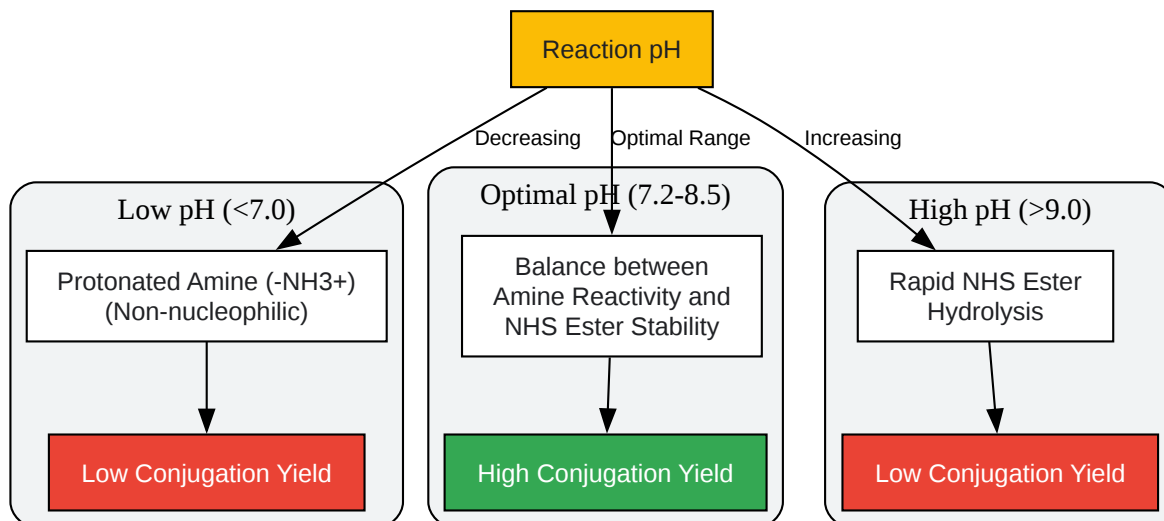 Reaction pH
Decreasing
Optimal Range
Increasing
Low pH (<7.0)
Optimal pH (7.2-8.5)
High pH (>9.0)
Protonated Amine (-NH3+)
(Non-nucleophilic)
Balance between
Amine Reactivity and
NHS Ester Stability
Rapid NHS Ester
Hydrolysis
Low Conjugation Yield
High Conjugation Yield
Low Conjugation Yield